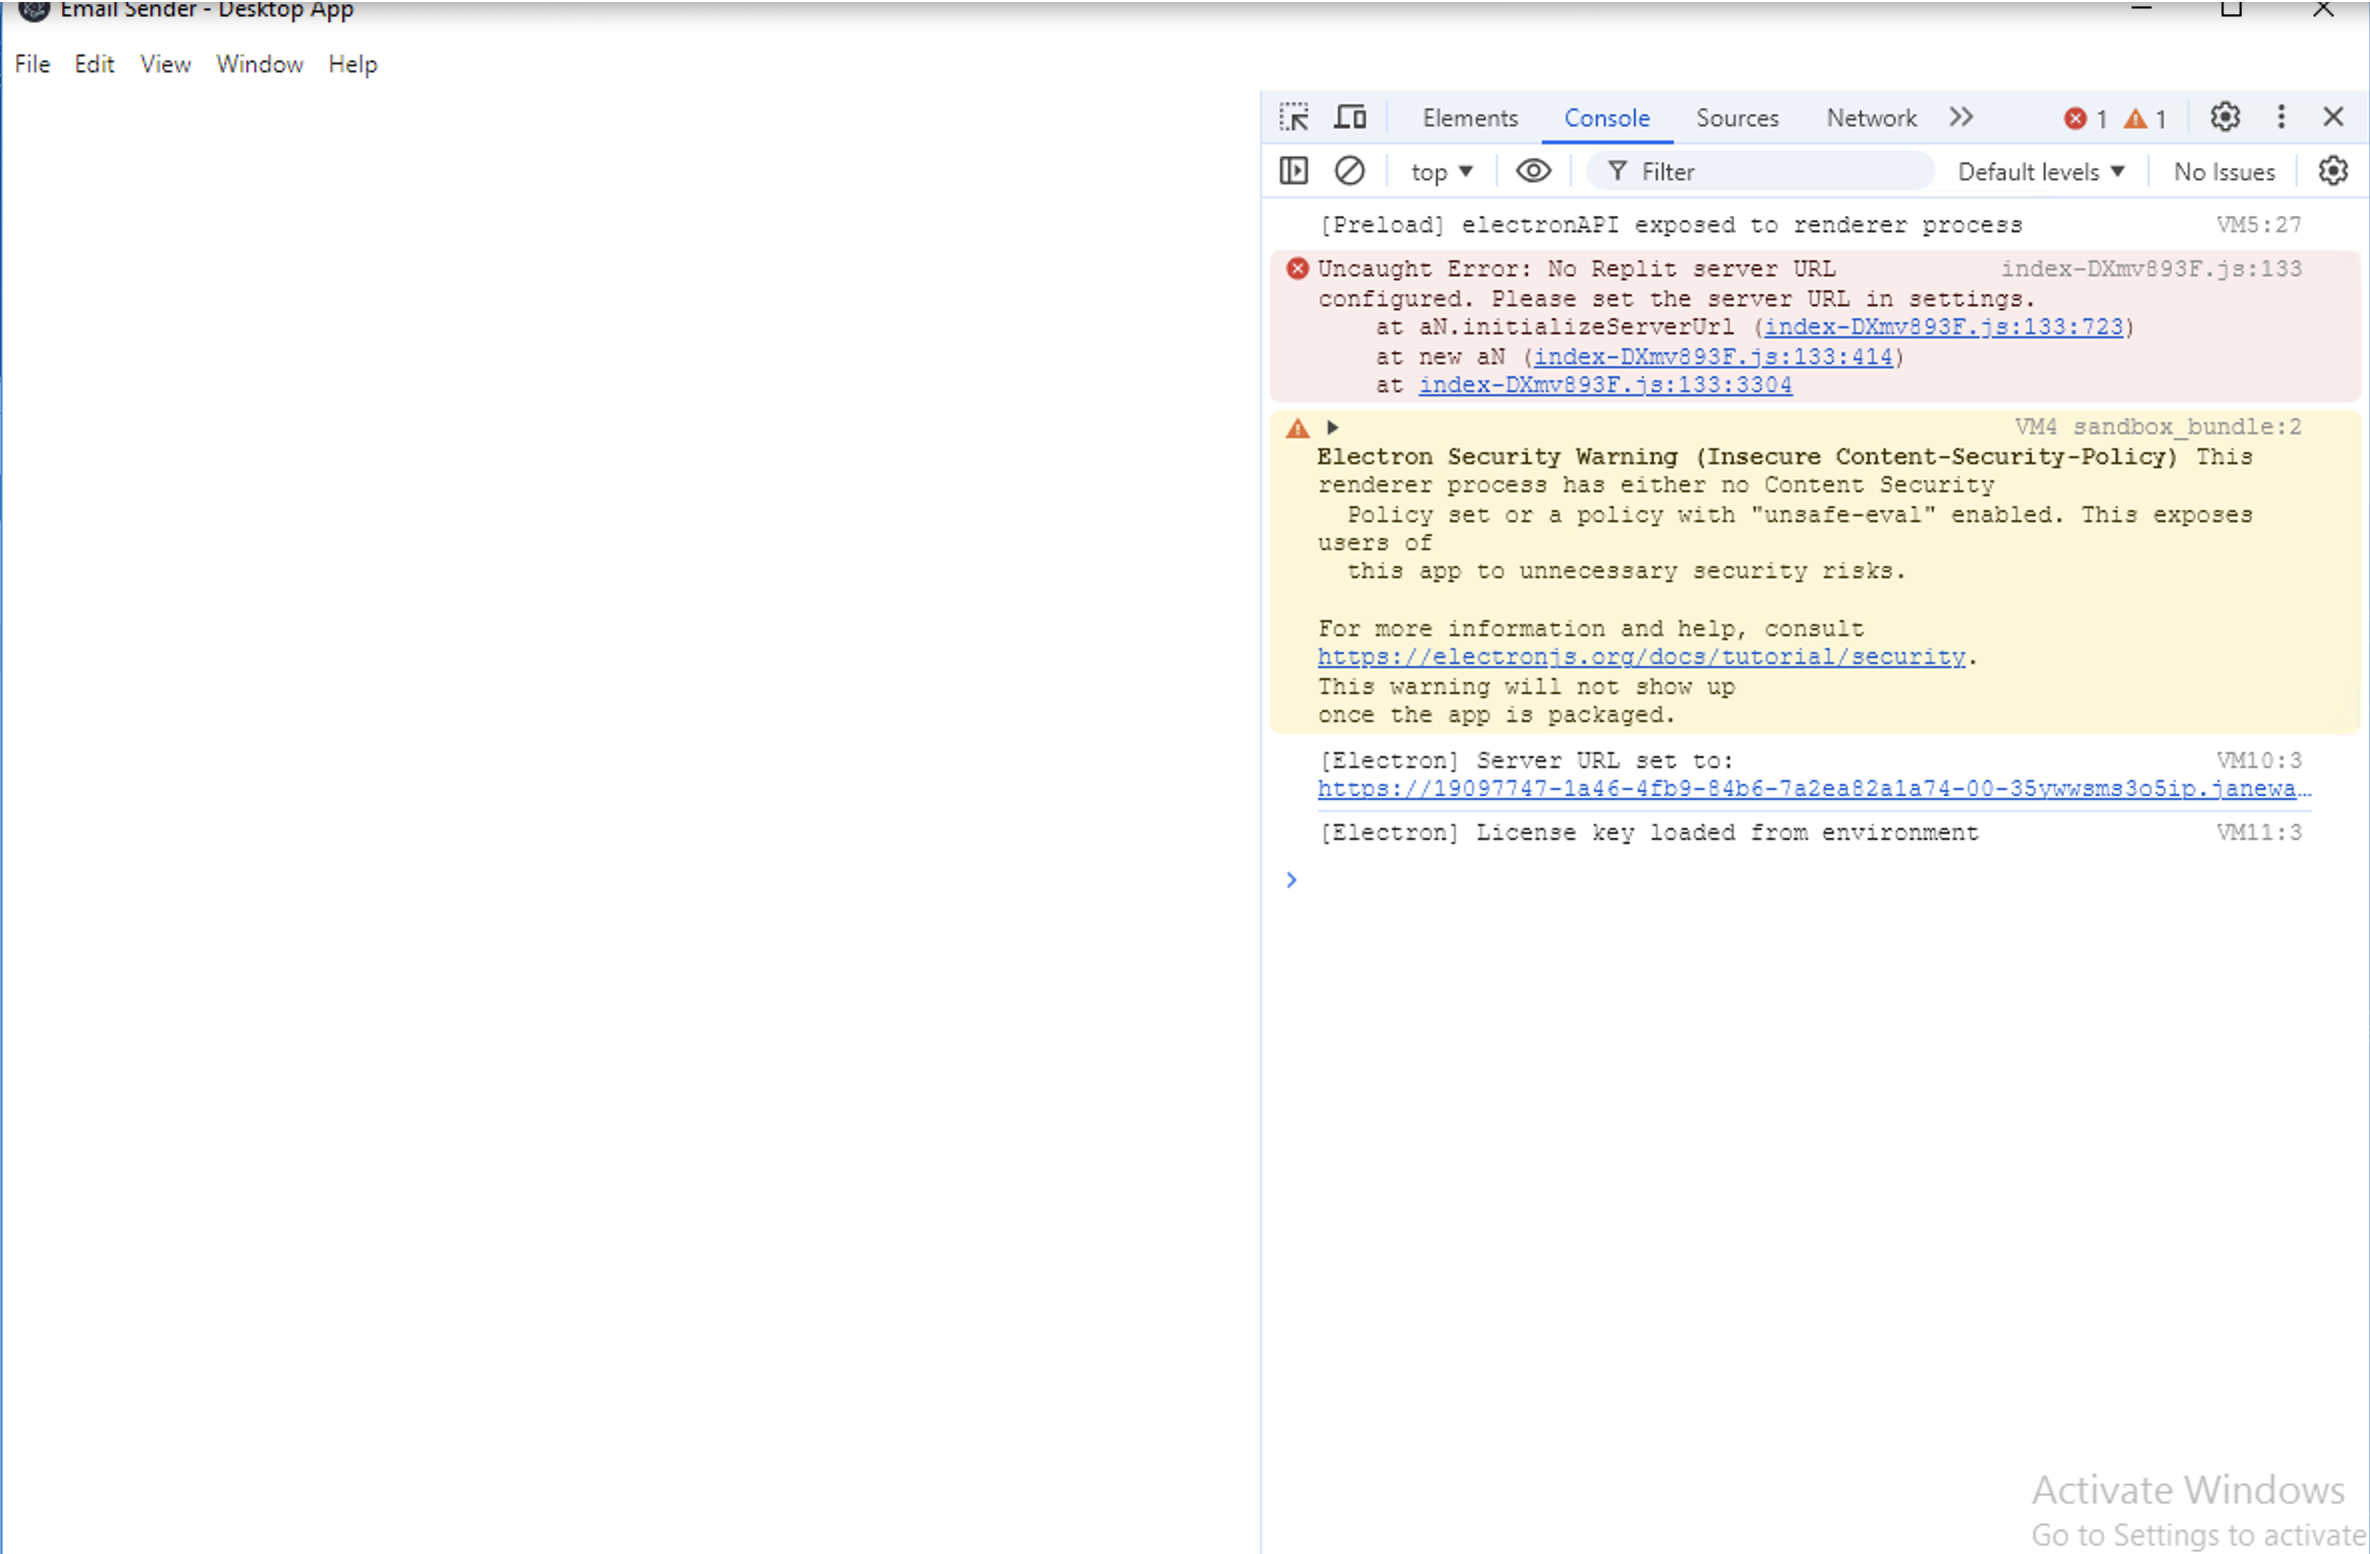 Email Sender - Desktop App
File Edit View Window Help
Elements Console Sources Network 1 1
top Filter Default levels No Issues
[Preload] electronAPI exposed to renderer process VM5:27
Uncaught Error: No Replit server URL index-DXmv893F.js:133
configured. Please set the server URL in settings.
at aN.initializeServerUrl (index-DXmv893F.js:133:723)
at new aN (index-DXmv893F.js:133:414)
at index-DXmv893F.js:133:3304
VM4 sandbox_bundle:2
Electron Security Warning (Insecure Content-Security-Policy) This
renderer process has either no Content Security
Policy set or a policy with "unsafe-eval" enabled. This exposes
users of
this app to unnecessary security risks.
For more information and help, consult
https://electronjs.org/docs/tutorial/security.
This warning will not show up
once the app is packaged.
[Electron] Server URL set to: VM10:3
https://19097747-1a46-4fb9-84b6-7a2ea82a1a74-00-35ywwsms3o5ip.janewa…
[Electron] License key loaded from environment VM11:3
Activate Windows
Go to Settings to activate